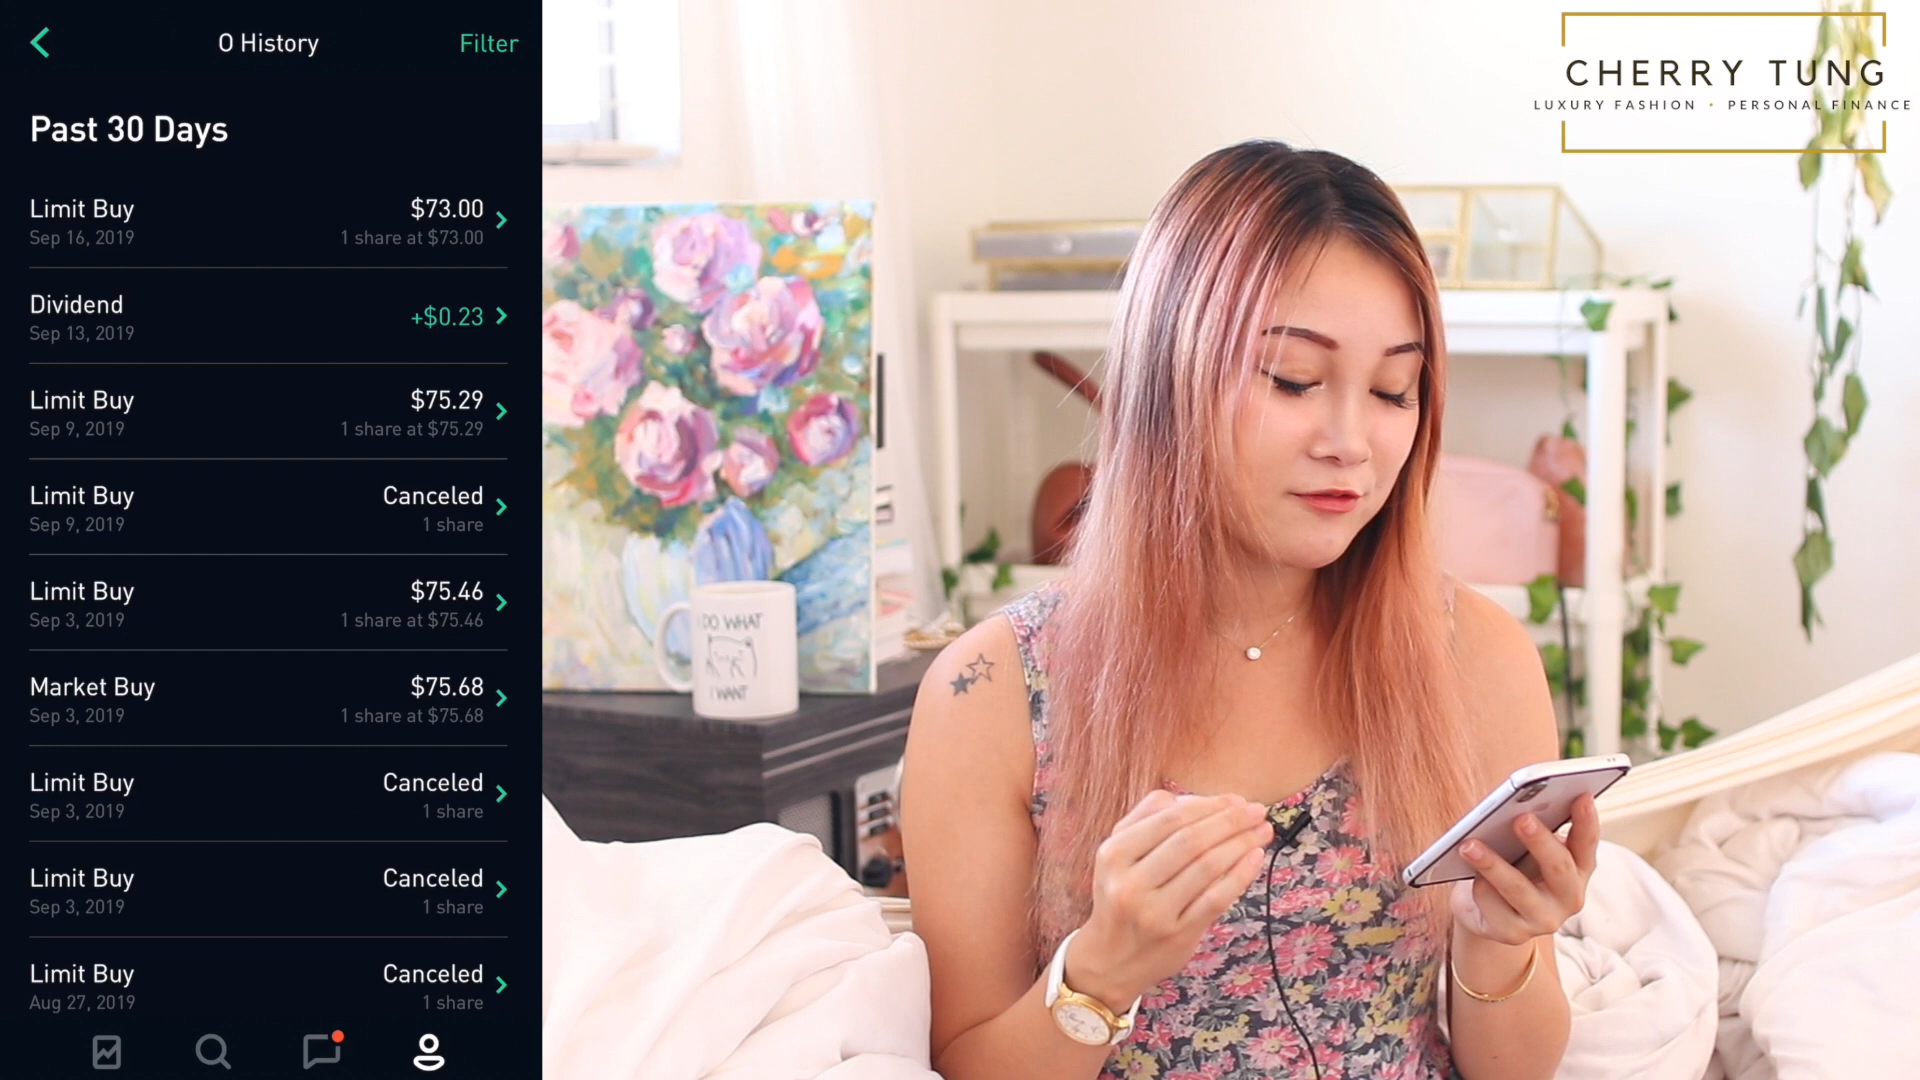 O History
Filter
Past 30 Days
Limit Buy
$73.00
Sep 16, 2019
1 share at $73.00
Dividend
+$0.23
Sep 13, 2019
Limit Buy
$75.29
Sep 9, 2019
1 share at $75.29
Limit Buy
Canceled
Sep 9, 2019
1 share
Limit Buy
$75.46
Sep 3, 2019
1 share at $75.46
Market Buy
$75.68
Sep 3, 2019
1 share at $75.68
Limit Buy
Canceled
Sep 3, 2019
1 share
Limit Buy
Canceled
Sep 3, 2019
1 share
Limit Buy
Canceled
Aug 27, 2019
1 share
CHERRY TUNG
LUXURY FASHION • PERSONAL FINANCE
I DO WHAT
I WANT